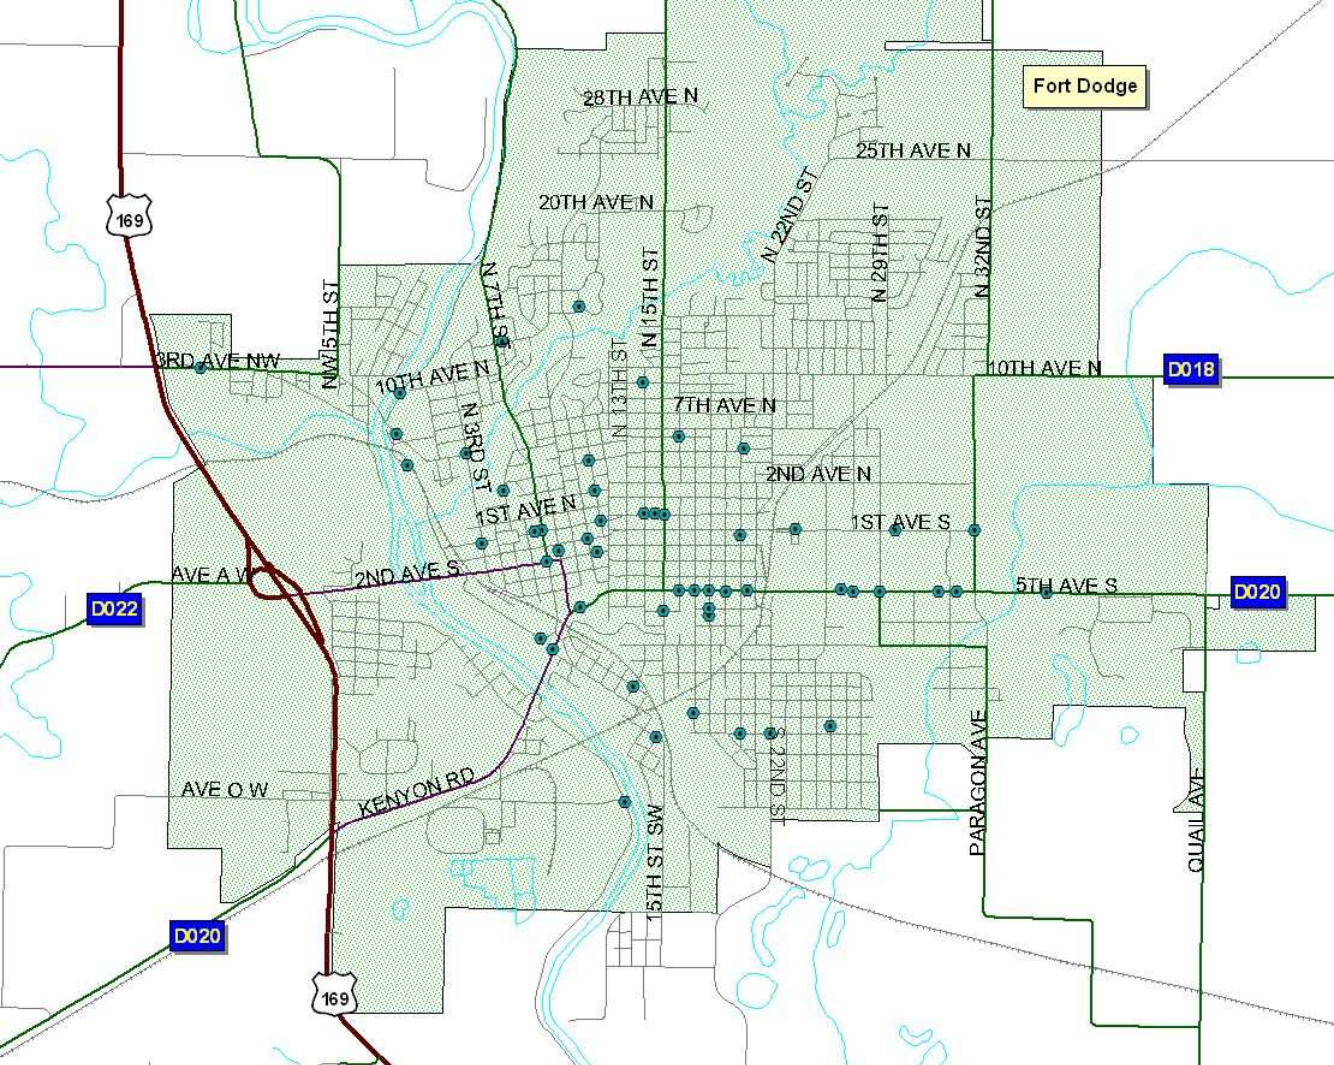 Fort Dodge
28TH AVE N
25TH AVE N
20TH AVE N
N 22ND ST
169
N 29TH ST
N 32ND ST
N 15TH ST
N 7TH ST
NW 5TH ST
3RD AVE NW
10TH AVE N
10TH AVE N
D018
N 13TH ST
7TH AVE N
N 3RD ST
2ND AVE N
1ST AVE N
1ST AVE S
AVE A W
2ND AVE S
5TH AVE S
D020
D022
S 22ND ST
PARAGON AVE
QUAIL AVE
AVE O W
KENYON RD
15TH ST SW
D020
169